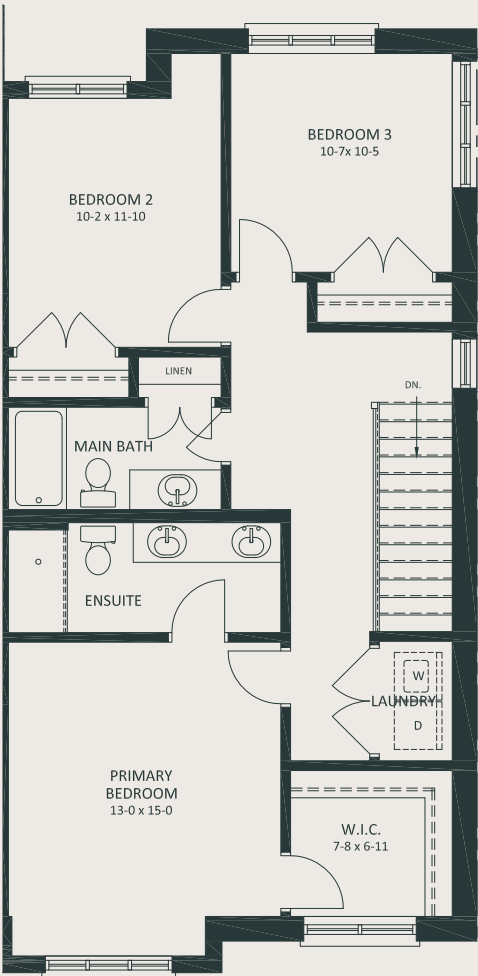 BEDROOM 3
10-7x 10-5
BEDROOM 2
10-2 x 11-10
LINEN
DN.
MAIN BATH
ENSUITE
W
LAUNDRY
D
PRIMARY
BEDROOM
13-0 x 15-0
W.I.C.
7-8 x 6-11